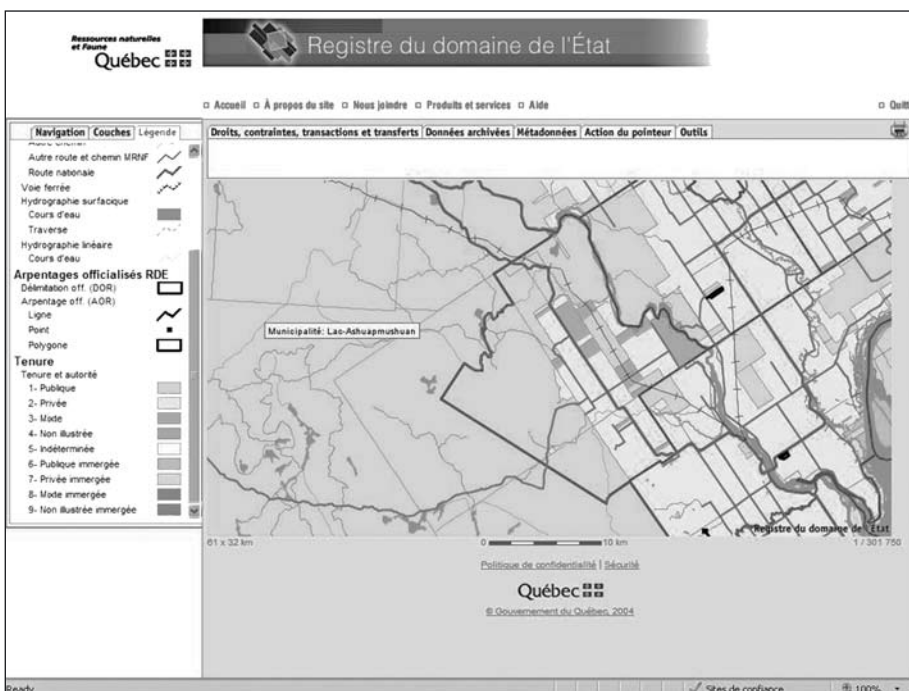 Ressources naturelles
et Faune
Québec
Registre du domaine de l'État
Accueil À propos du site Nous joindre Produits et services Aide Quitt
Navigation Couches Légende
Droits, contraintes, transactions et transferts Données archivées Métadonnées Action du pointeur Outils
Autre chemin
Autre route et chemin MRNF
Route nationale
Voie ferrée
Hydrographie surfacique
Cours d'eau
Traverse
Hydrographie linéaire
Cours d'eau
Arpentages officialisés RDE
Délimitation off. (DOR)
Arpentage off. (AOR)
Ligne
Point
Polygone
Tenure
Tenure et autorité
1- Publique
2- Privée
3- Mixte
4- Non illustrée
5- Indéterminée
6- Publique immergée
7- Privée immergée
8- Mixte immergée
9- Non illustrée immergée
Municipalité: Lac-Ashuapmushuan
Registre du domaine de l'État
61 x 32 km 0 10 km 1 / 301 750
Politique de confidentialité | Sécurité
Québec
© Gouvernement du Québec, 2004
Ready Sites de confiance 100%